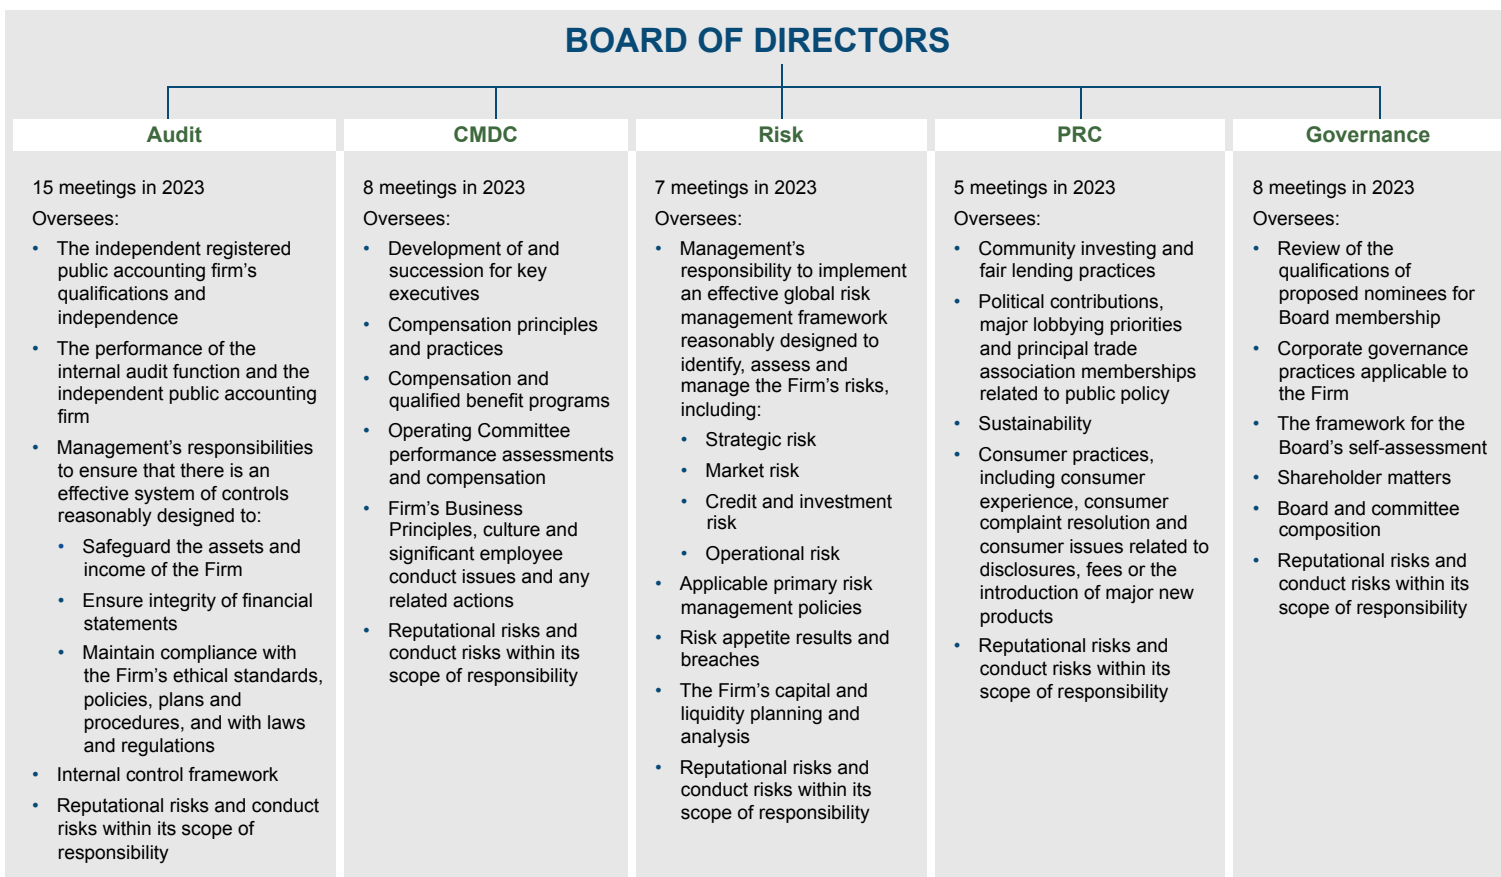 BOARD OF DIRECTORS
Audit
15 meetings in 2023
Oversees:
• The independent registered
public accounting firm’s
qualifications and
independence
• The performance of the
internal audit function and the
independent public accounting
firm
• Management’s responsibilities
to ensure that there is an
effective system of controls
reasonably designed to:
• Safeguard the assets and
income of the Firm
• Ensure integrity of financial
statements
• Maintain compliance with
the Firm’s ethical standards,
policies, plans and
procedures, and with laws
and regulations
• Internal control framework
• Reputational risks and conduct
risks within its scope of
responsibility
CMDC
8 meetings in 2023
Oversees:
• Development of and
succession for key
executives
• Compensation principles
and practices
• Compensation and
qualified benefit programs
• Operating Committee
performance assessments
and compensation
• Firm’s Business
Principles, culture and
significant employee
conduct issues and any
related actions
• Reputational risks and
conduct risks within its
scope of responsibility
Risk
7 meetings in 2023
Oversees:
• Management’s
responsibility to implement
an effective global risk
management framework
reasonably designed to
identify, assess and
manage the Firm’s risks,
including:
• Strategic risk
• Market risk
• Credit and investment
risk
• Operational risk
• Applicable primary risk
management policies
• Risk appetite results and
breaches
• The Firm’s capital and
liquidity planning and
analysis
• Reputational risks and
conduct risks within its
scope of responsibility
PRC
5 meetings in 2023
Oversees:
• Community investing and
fair lending practices
• Political contributions,
major lobbying priorities
and principal trade
association memberships
related to public policy
• Sustainability
• Consumer practices,
including consumer
experience, consumer
complaint resolution and
consumer issues related to
disclosures, fees or the
introduction of major new
products
• Reputational risks and
conduct risks within its
scope of responsibility
Governance
8 meetings in 2023
Oversees:
• Review of the
qualifications of
proposed nominees for
Board membership
• Corporate governance
practices applicable to
the Firm
• The framework for the
Board’s self-assessment
• Shareholder matters
• Board and committee
composition
• Reputational risks and
conduct risks within its
scope of responsibility